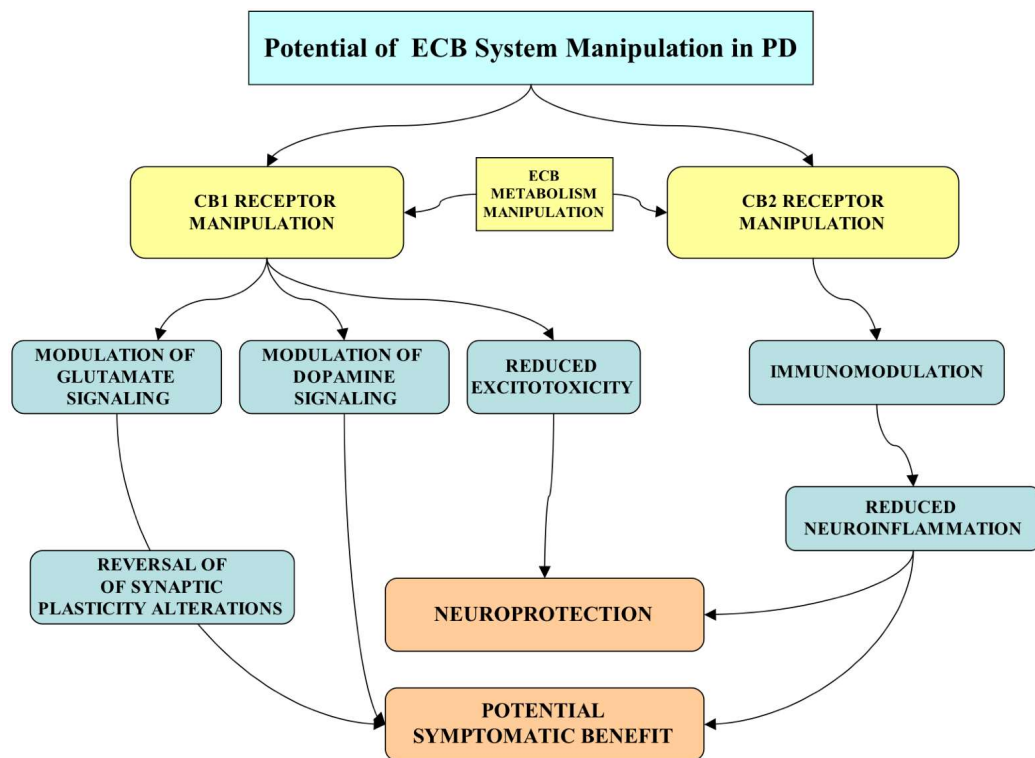 Potential of ECB System Manipulation in PD
CB1 RECEPTOR
MANIPULATION
ECB
METABOLISM
MANIPULATION
CB2 RECEPTOR
MANIPULATION
MODULATION OF
GLUTAMATE
SIGNALING
MODULATION OF
DOPAMINE
SIGNALING
REDUCED
EXCITOTOXICITY
IMMUNOMODULATION
REDUCED
NEUROINFLAMMATION
REVERSAL OF
OF SYNAPTIC
PLASTICITY ALTERATIONS
NEUROPROTECTION
POTENTIAL
SYMPTOMATIC BENEFIT